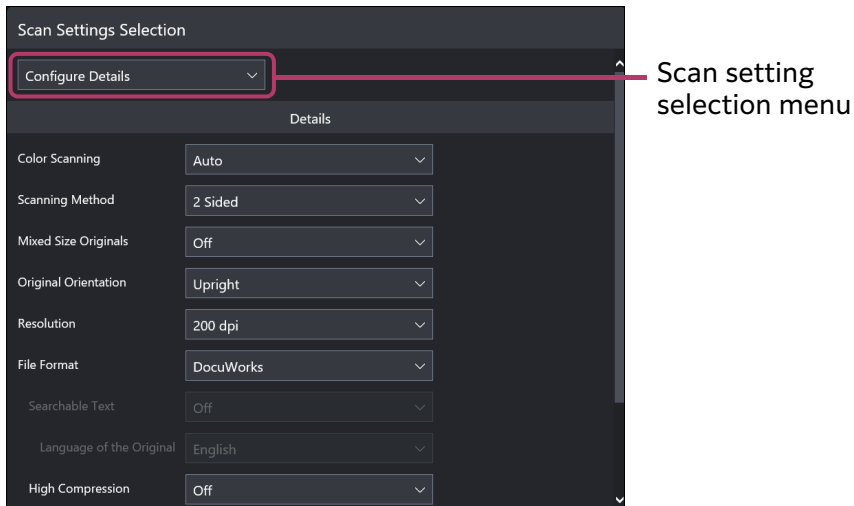 Scan Settings Selection
Configure Details
Scan setting
selection menu
Details
Color Scanning Auto
Scanning Method 2 Sided
Mixed Size Originals Off
Original Orientation Upright
Resolution 200 dpi
File Format DocuWorks
Searchable Text Off
Language of the Original English
High Compression Off